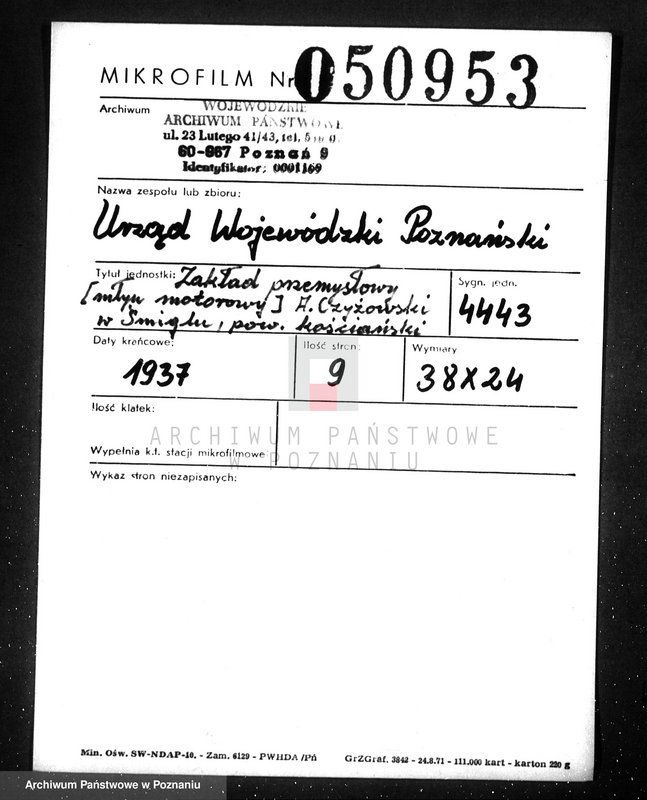 MIKROFILM Nr 050953
Archiwum
WOJEWÓDZKIE
ARCHIWUM PAŃSTWOWE
ul. 23 Lutego 41/43, tel.
60-967 Poznań 9
Identyfikator: 0001169
Nazwa zespołu lub zbioru:
Urząd Wojewódzki Poznański
Tytuł jednostki: Zakład przemysłowy
[młyn motorowy] A. Czyżowski
w Śmiglu, pow. kościański
Sygn. jedn.
4443
Daty krańcowe:
1937
Ilość stron:
9
Wymiary
38X24
Ilość klatek:
Wypełnia k.t. stacji mikrofilmowe
Wykaz stron niezapisanych:
ARCHIWUM PAŃSTWOWE
W POZNANIU
Min. Ośw. SW-NDAP-10. - Zam. 6129 - PWHDA /Pń
GrZGraf. 3842 - 24.8.71 - 111.000 kart - karton 220 g
Archiwum Państwowe w Poznaniu